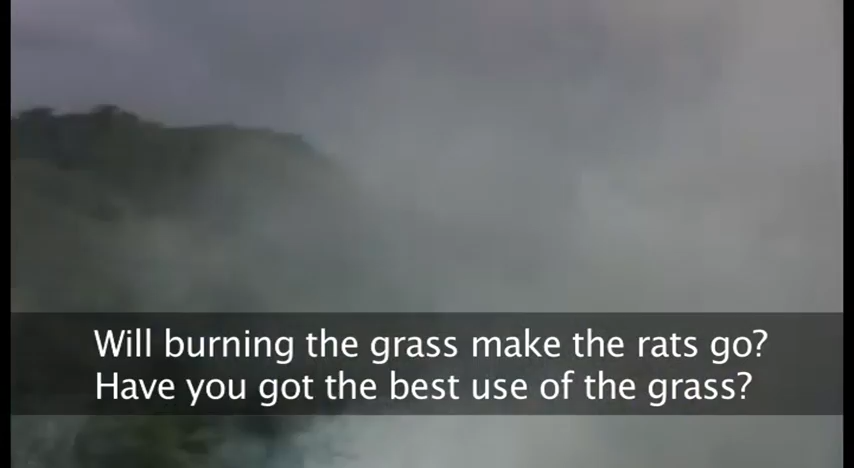 Will burning the grass make the rats go?
Have you got the best use of the grass?